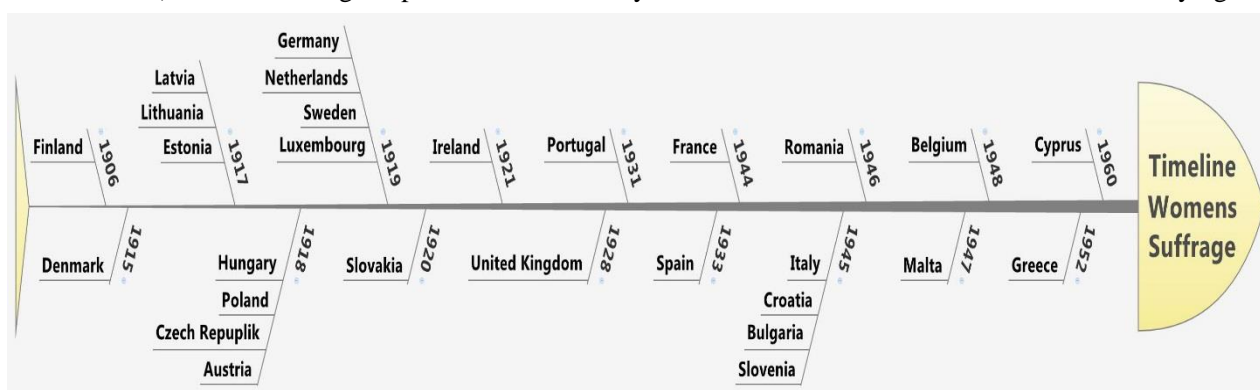 Germany
Latvia
Netherlands
Lithuania
Sweden
Finland
1906
Estonia
1917
Luxembourg
1919
Ireland
1921
Portugal
1931
France
1944
Romania
1946
Belgium
1948
Cyprus
1960
Timeline
Womens
Suffrage
Denmark
1915
Hungary
1918
Slovakia
1920
United Kingdom
1928
Spain
1933
Italy
1945
Malta
1947
Greece
1952
Poland
Croatia
Czech Repuplik
Bulgaria
Austria
Slovenia